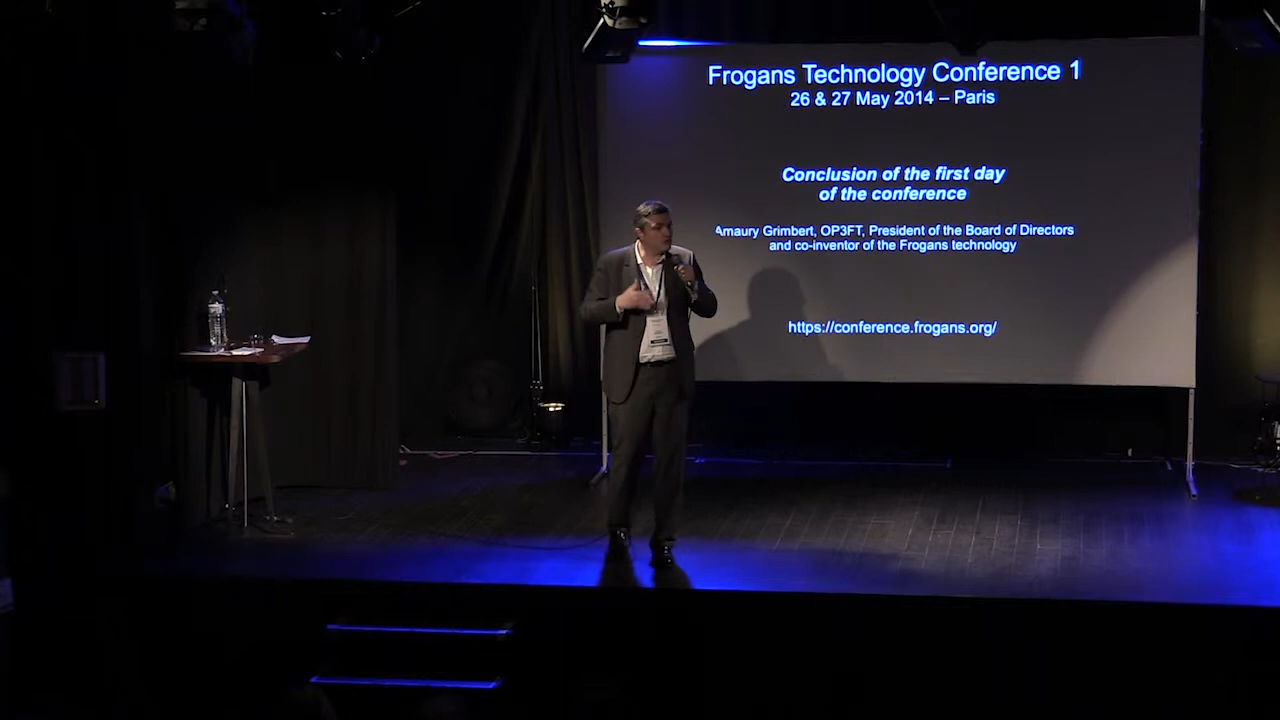 Frogans Technology Conference 1
26 & 27 May 2014 – Paris
Conclusion of the first day
of the conference
Amaury Grimbert, OP3FT, President of the Board of Directors
and co-inventor of the Frogans technology
https://conference.frogans.org/